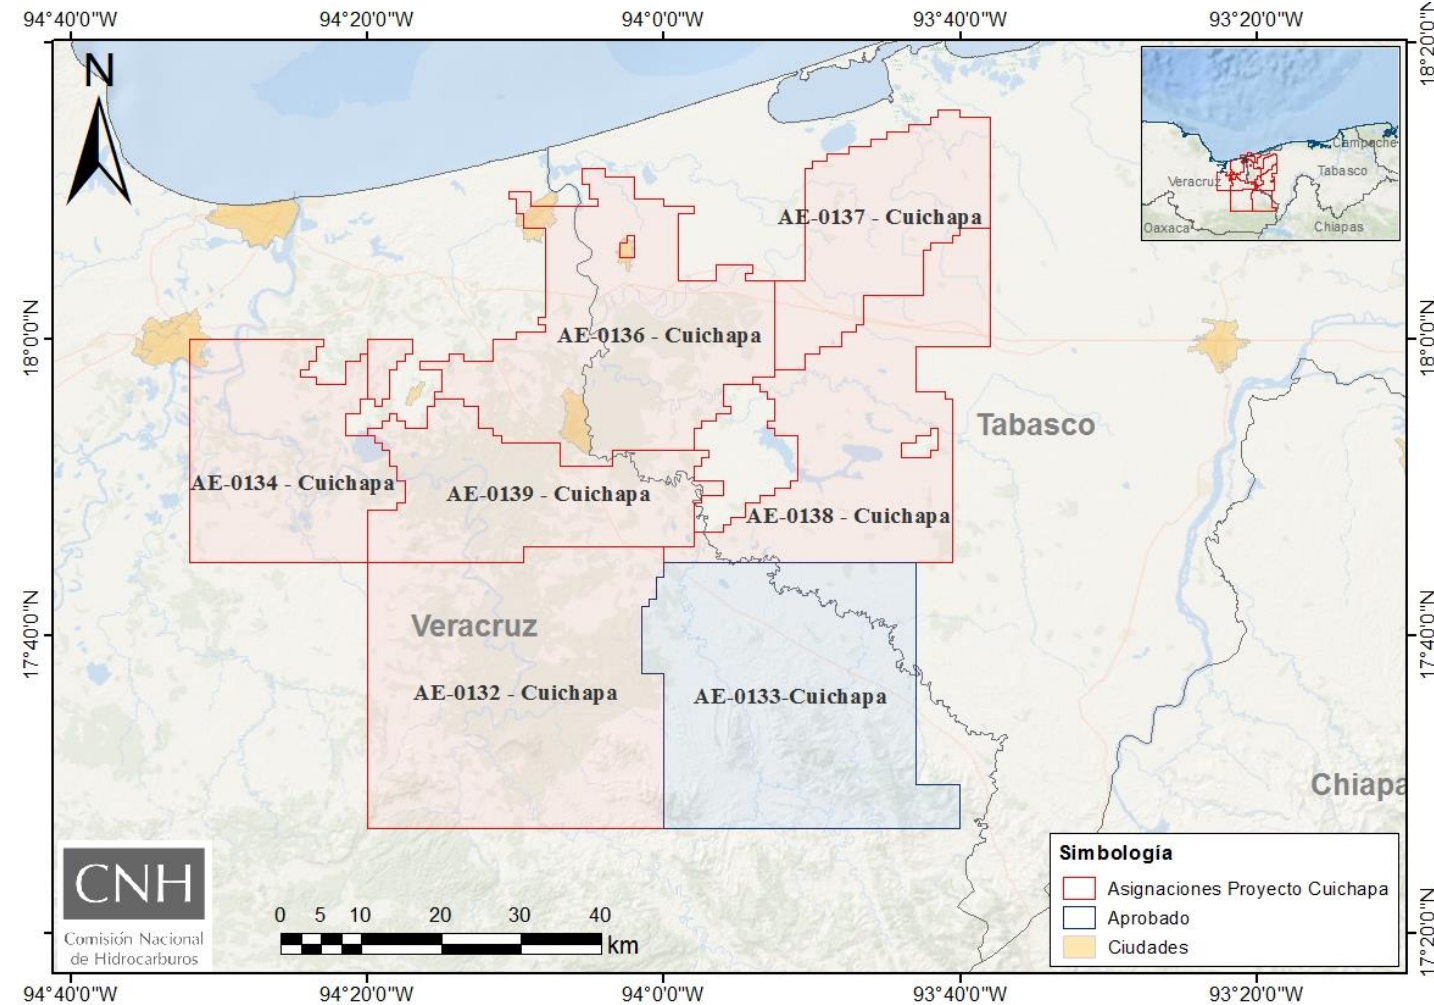 94°40'0"W 94°20'0"W 94°0'0"W 93°40'0"W 93°20'0"W
18°20'0"N
N
Campeche
Veracruz
Tabasco
Oaxaca
Chiapas
AE-0137 - Cuichapa
18°0'0"N
18°0'0"N
AE-0136 - Cuichapa
Tabasco
AE-0134 - Cuichapa
AE-0139 - Cuichapa
AE-0138 - Cuichapa
17°40'0"N
17°40'0"N
Veracruz
AE-0132 - Cuichapa
AE-0133-Cuichapa
Chiapa
CNH
Comisión Nacional
de Hidrocarburos
0 5 10 20 30 40
km
Simbología
Asignaciones Proyecto Cuichapa
Aprobado
Ciudades
17°20'0"N
94°40'0"W 94°20'0"W 94°0'0"W 93°40'0"W 93°20'0"W